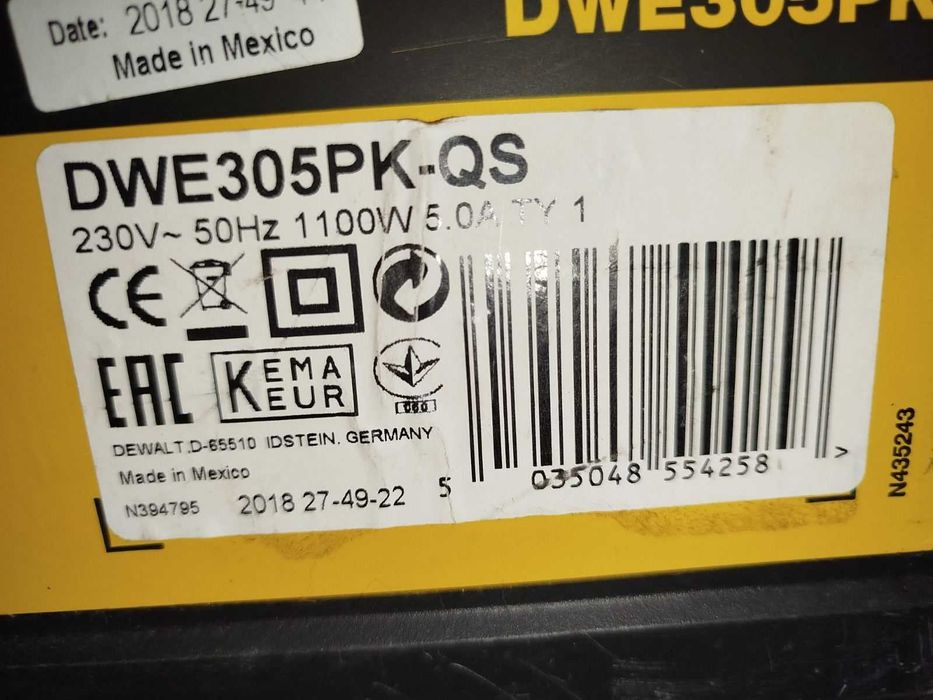 Date: 2018 27-49
Made in Mexico
DWE305PK
DWE305PK-QS
230V~ 50Hz 1100W 5.0A TY 1
CE
EAC
KEMA
KEUR
DEWALT.D-65510 IDSTEIN. GERMANY
Made in Mexico
N394795
2018 27-49-22
5 035048 554258 >
N435243